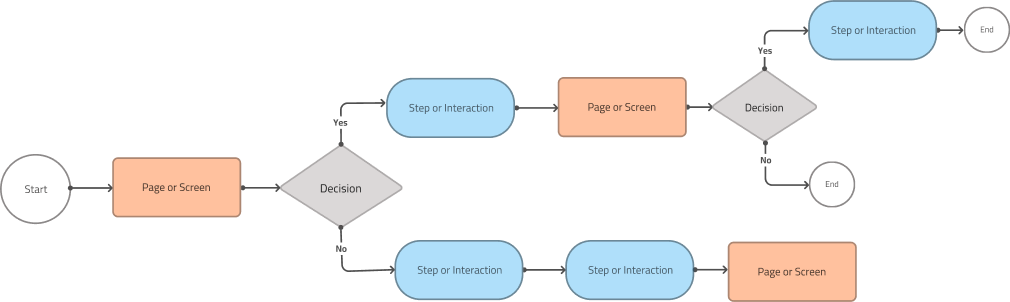 Start
Page or Screen
Decision
Yes
Step or Interaction
Page or Screen
Decision
Yes
Step or Interaction
End
No
End
No
Step or Interaction
Step or Interaction
Page or Screen